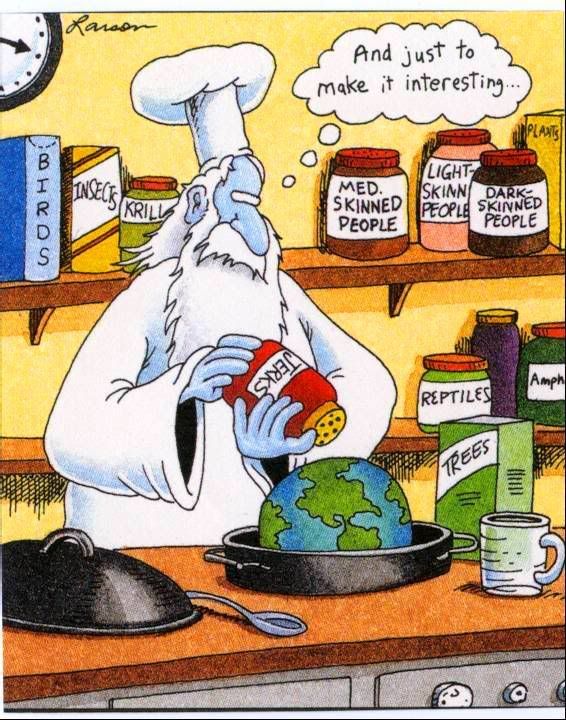 Larson
And just to
make it interesting...
BIRDS
INSECTS
KRILL
MED.
SKINNED
PEOPLE
LIGHT-
SKINN
PEOPLE
DARK-
SKINNED
PEOPLE
PLANTS
JERKS
REPTILES
Amph
TREES